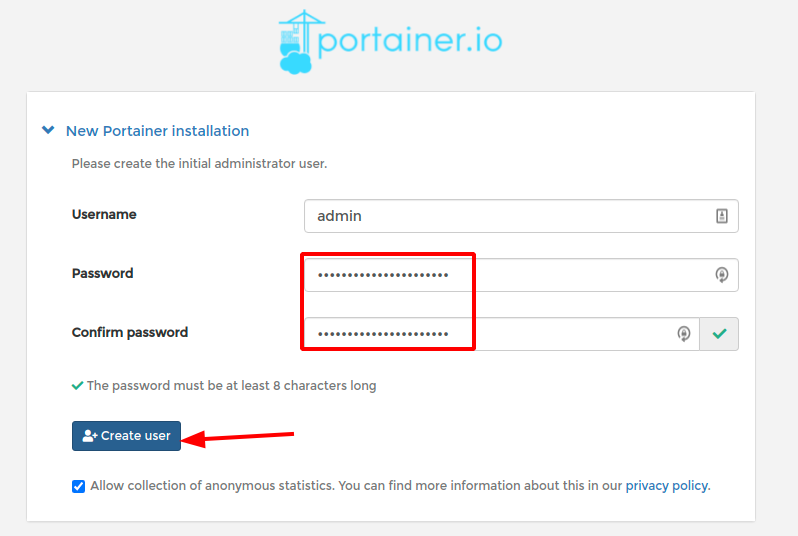 portainer.io
New Portainer installation
Please create the initial administrator user.
Username
admin
Password
••••••••••••••••••••••
Confirm password
••••••••••••••••••••••
The password must be at least 8 characters long
Create user
Allow collection of anonymous statistics. You can find more information about this in our privacy policy.